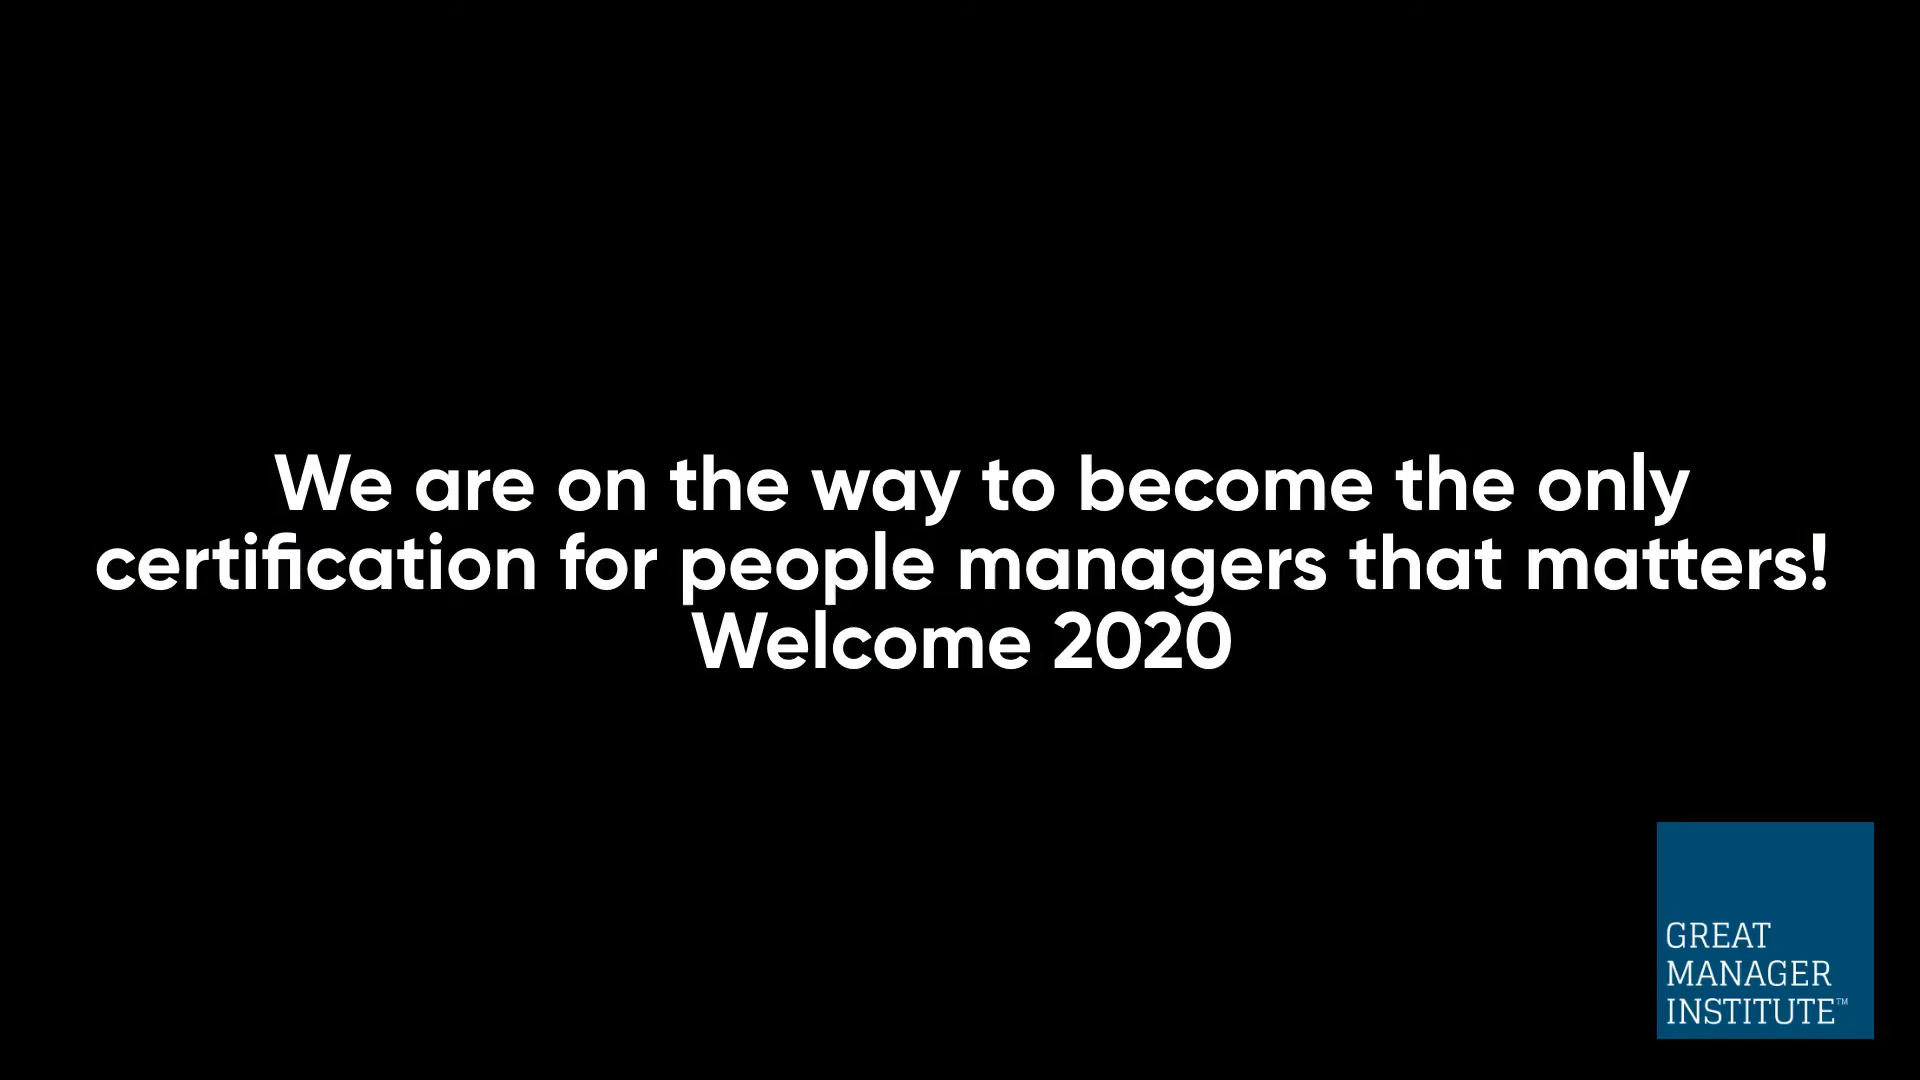 We are on the way to become the only
certification for people managers that matters!
Welcome 2020
GREAT
MANAGER
INSTITUTE™